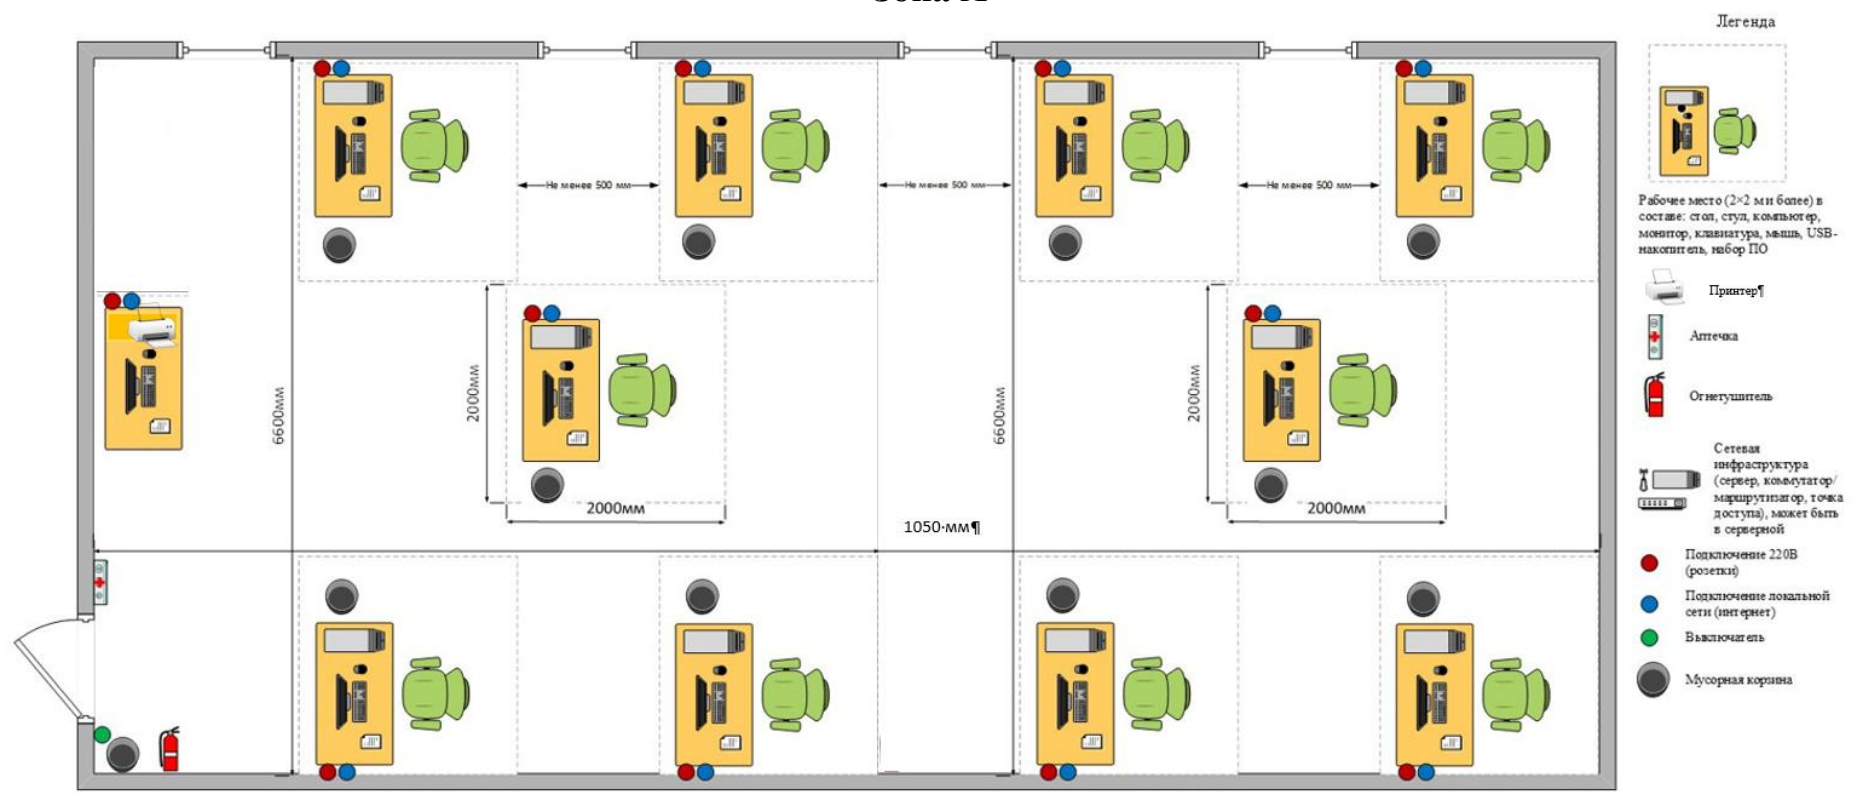 Легенда
Не менее 500 мм
Не менее 500 мм
Не менее 500 мм
Рабочее место (2×2 м и более) в
составе: стол, стул, компьютер,
монитор, клавиатура, мышь, USB-
накопитель, набор ПО
Принтер¶
Аптечка
Огнетушитель
6600мм
2000мм
6600мм
2000мм
Сетевая
инфраструктура
(сервер, коммутатор/
маршрутизатор, точка
доступа), может быть
в серверной
2000мм
2000мм
1050·мм¶
Подключение 220В
(розетки)
Подключение локальной
сети (интернет)
Выключатель
Мусорная корзина